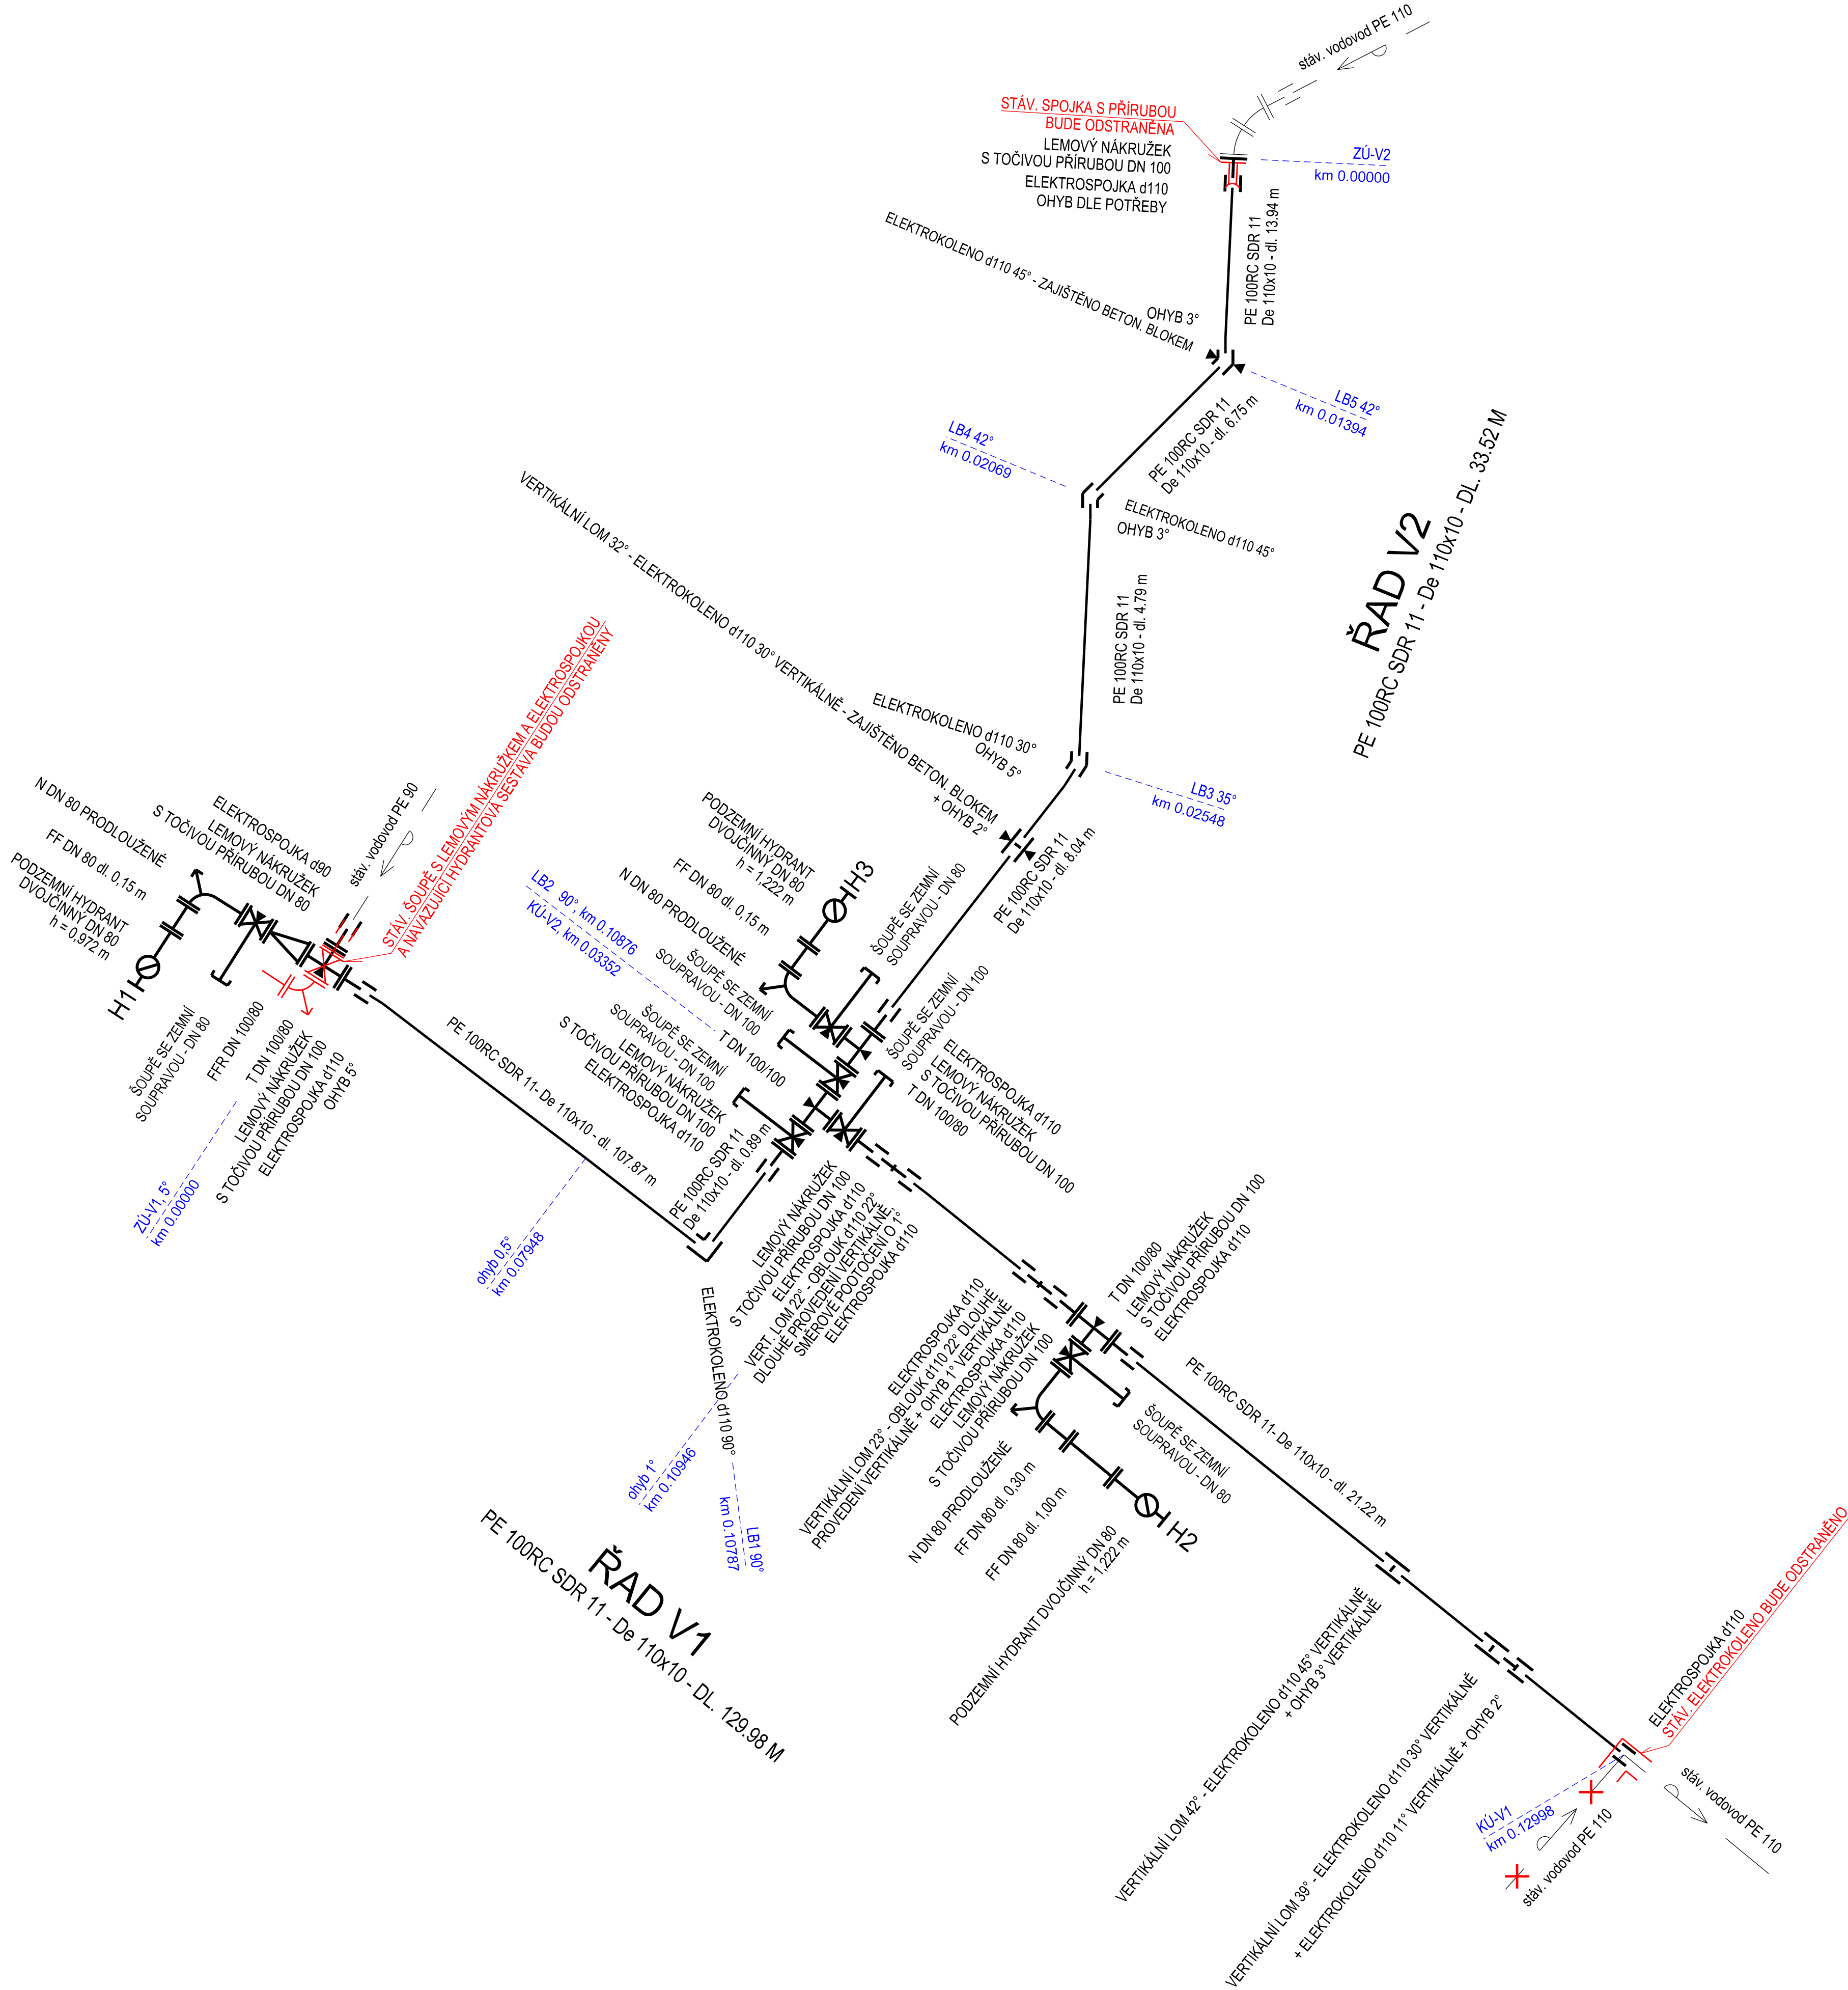 stáv. vodovod PE 110
STÁV. SPOJKA S PŘÍRUBOU
BUDE ODSTRANĚNA
LEMOVÝ NÁKRUŽEK
S TOČIVOU PŘÍRUBOU DN 100
ELEKTROSPOJKA d110
OHYB DLE POTŘEBY
ZÚ-V2
km 0.00000
PE 100RC SDR 11
De 110x10 - dl. 13.94 m
ELEKTROKOLENO d110 45° - ZAJIŠTĚNO BETON. BLOKEM
OHYB 3°
LB5 42°
km 0.01394
PE 100RC SDR 11
De 110x10 - dl. 6.75 m
LB4 42°
km 0.02069
ELEKTROKOLENO d110 45°
OHYB 3°
ŘAD V2
PE 100RC SDR 11 - De 110x10 - DL. 33.52 M
PE 100RC SDR 11
De 110x10 - dl. 4.79 m
VERTIKÁLNÍ LOM 32° - ELEKTROKOLENO d110 30° VERTIKÁLNĚ - ZAJIŠTĚNO BETON. BLOKEM
+ OHYB 2°
ELEKTROKOLENO d110 30°
OHYB 5°
LB3 35°
km 0.02548
PE 100RC SDR 11
De 110x10 - dl. 8.04 m
STÁV. ŠOUPĚ S LEMOVÝM NÁKRUŽKEM A ELEKTROSPOJKOU
A NAVAZUJÍCÍ HYDRANTOVÁ SESTAVA BUDOU ODSTRANĚNY
stáv. vodovod PE 90
ELEKTROSPOJKA d90
LEMOVÝ NÁKRUŽEK
S TOČIVOU PŘÍRUBOU DN 80
N DN 80 PRODLOUŽENÉ
FF DN 80 dl. 0,15 m
PODZEMNÍ HYDRANT
DVOJČINNÝ DN 80
h = 0,972 m
H1
ŠOUPĚ SE ZEMNÍ
SOUPRAVOU - DN 80
FFR DN 100/80
T DN 100/80
LEMOVÝ NÁKRUŽEK
S TOČIVOU PŘÍRUBOU DN 100
ELEKTROSPOJKA d110
OHYB 5°
ZÚ-V1, 5°
km 0.00000
PE 100RC SDR 11- De 110x10 - dl. 107.87 m
ohyb 0,5°
km 0.07948
PODZEMNÍ HYDRANT
DVOJČINNÝ DN 80
h = 1,222 m
H3
FF DN 80 dl. 0,15 m
N DN 80 PRODLOUŽENÉ
ŠOUPĚ SE ZEMNÍ
SOUPRAVOU - DN 80
LB2 90°, km 0.10876
KÚ-V2, km 0.03352
ŠOUPĚ SE ZEMNÍ
SOUPRAVOU - DN 100
T DN 100/100
ŠOUPĚ SE ZEMNÍ
SOUPRAVOU - DN 100
LEMOVÝ NÁKRUŽEK
S TOČIVOU PŘÍRUBOU DN 100
ELEKTROSPOJKA d110
PE 100RC SDR 11
De 110x10 - dl. 0.89 m
ŠOUPĚ SE ZEMNÍ
SOUPRAVOU - DN 100
ELEKTROSPOJKA d110
LEMOVÝ NÁKRUŽEK
S TOČIVOU PŘÍRUBOU DN 100
T DN 100/80
ELEKTROKOLENO d110 90°
LB1 90°
km 0.10787
LEMOVÝ NÁKRUŽEK
S TOČIVOU PŘÍRUBOU DN 100
ELEKTROSPOJKA d110
VERT. LOM 22° - OBLOUK d110 22°
DLOUHÉ PROVEDENÍ VERTIKÁLNĚ,
SMĚROVÉ POOTOČENÍ O 1°
ELEKTROSPOJKA d110
ohyb 1°
km 0.10946
ELEKTROSPOJKA d110
VERTIKÁLNÍ LOM 23° - OBLOUK d110 22° DLOUHÉ
PROVEDENÍ VERTIKÁLNĚ + OHYB 1° VERTIKÁLNĚ
ELEKTROSPOJKA d110
LEMOVÝ NÁKRUŽEK
S TOČIVOU PŘÍRUBOU DN 100
T DN 100/80
LEMOVÝ NÁKRUŽEK
S TOČIVOU PŘÍRUBOU DN 100
ELEKTROSPOJKA d110
N DN 80 PRODLOUŽENÉ
FF DN 80 dl. 0,30 m
FF DN 80 dl. 1,00 m
PODZEMNÍ HYDRANT DVOJČINNÝ DN 80
h = 1,222 m
H2
ŠOUPĚ SE ZEMNÍ
SOUPRAVOU - DN 80
PE 100RC SDR 11- De 110x10 - dl. 21.22 m
ŘAD V1
PE 100RC SDR 11 - De 110x10 - DL. 129.98 M
VERTIKÁLNÍ LOM 42° - ELEKTROKOLENO d110 45° VERTIKÁLNĚ
+ OHYB 3° VERTIKÁLNĚ
VERTIKÁLNÍ LOM 39° - ELEKTROKOLENO d110 30° VERTIKÁLNĚ
+ ELEKTROKOLENO d110 11° VERTIKÁLNĚ + OHYB 2°
ELEKTROSPOJKA d110
STÁV. ELEKTROKOLENO BUDE ODSTRANĚNO
KÚ-V1
km 0.12998
stáv. vodovod PE 110
stáv. vodovod PE 110